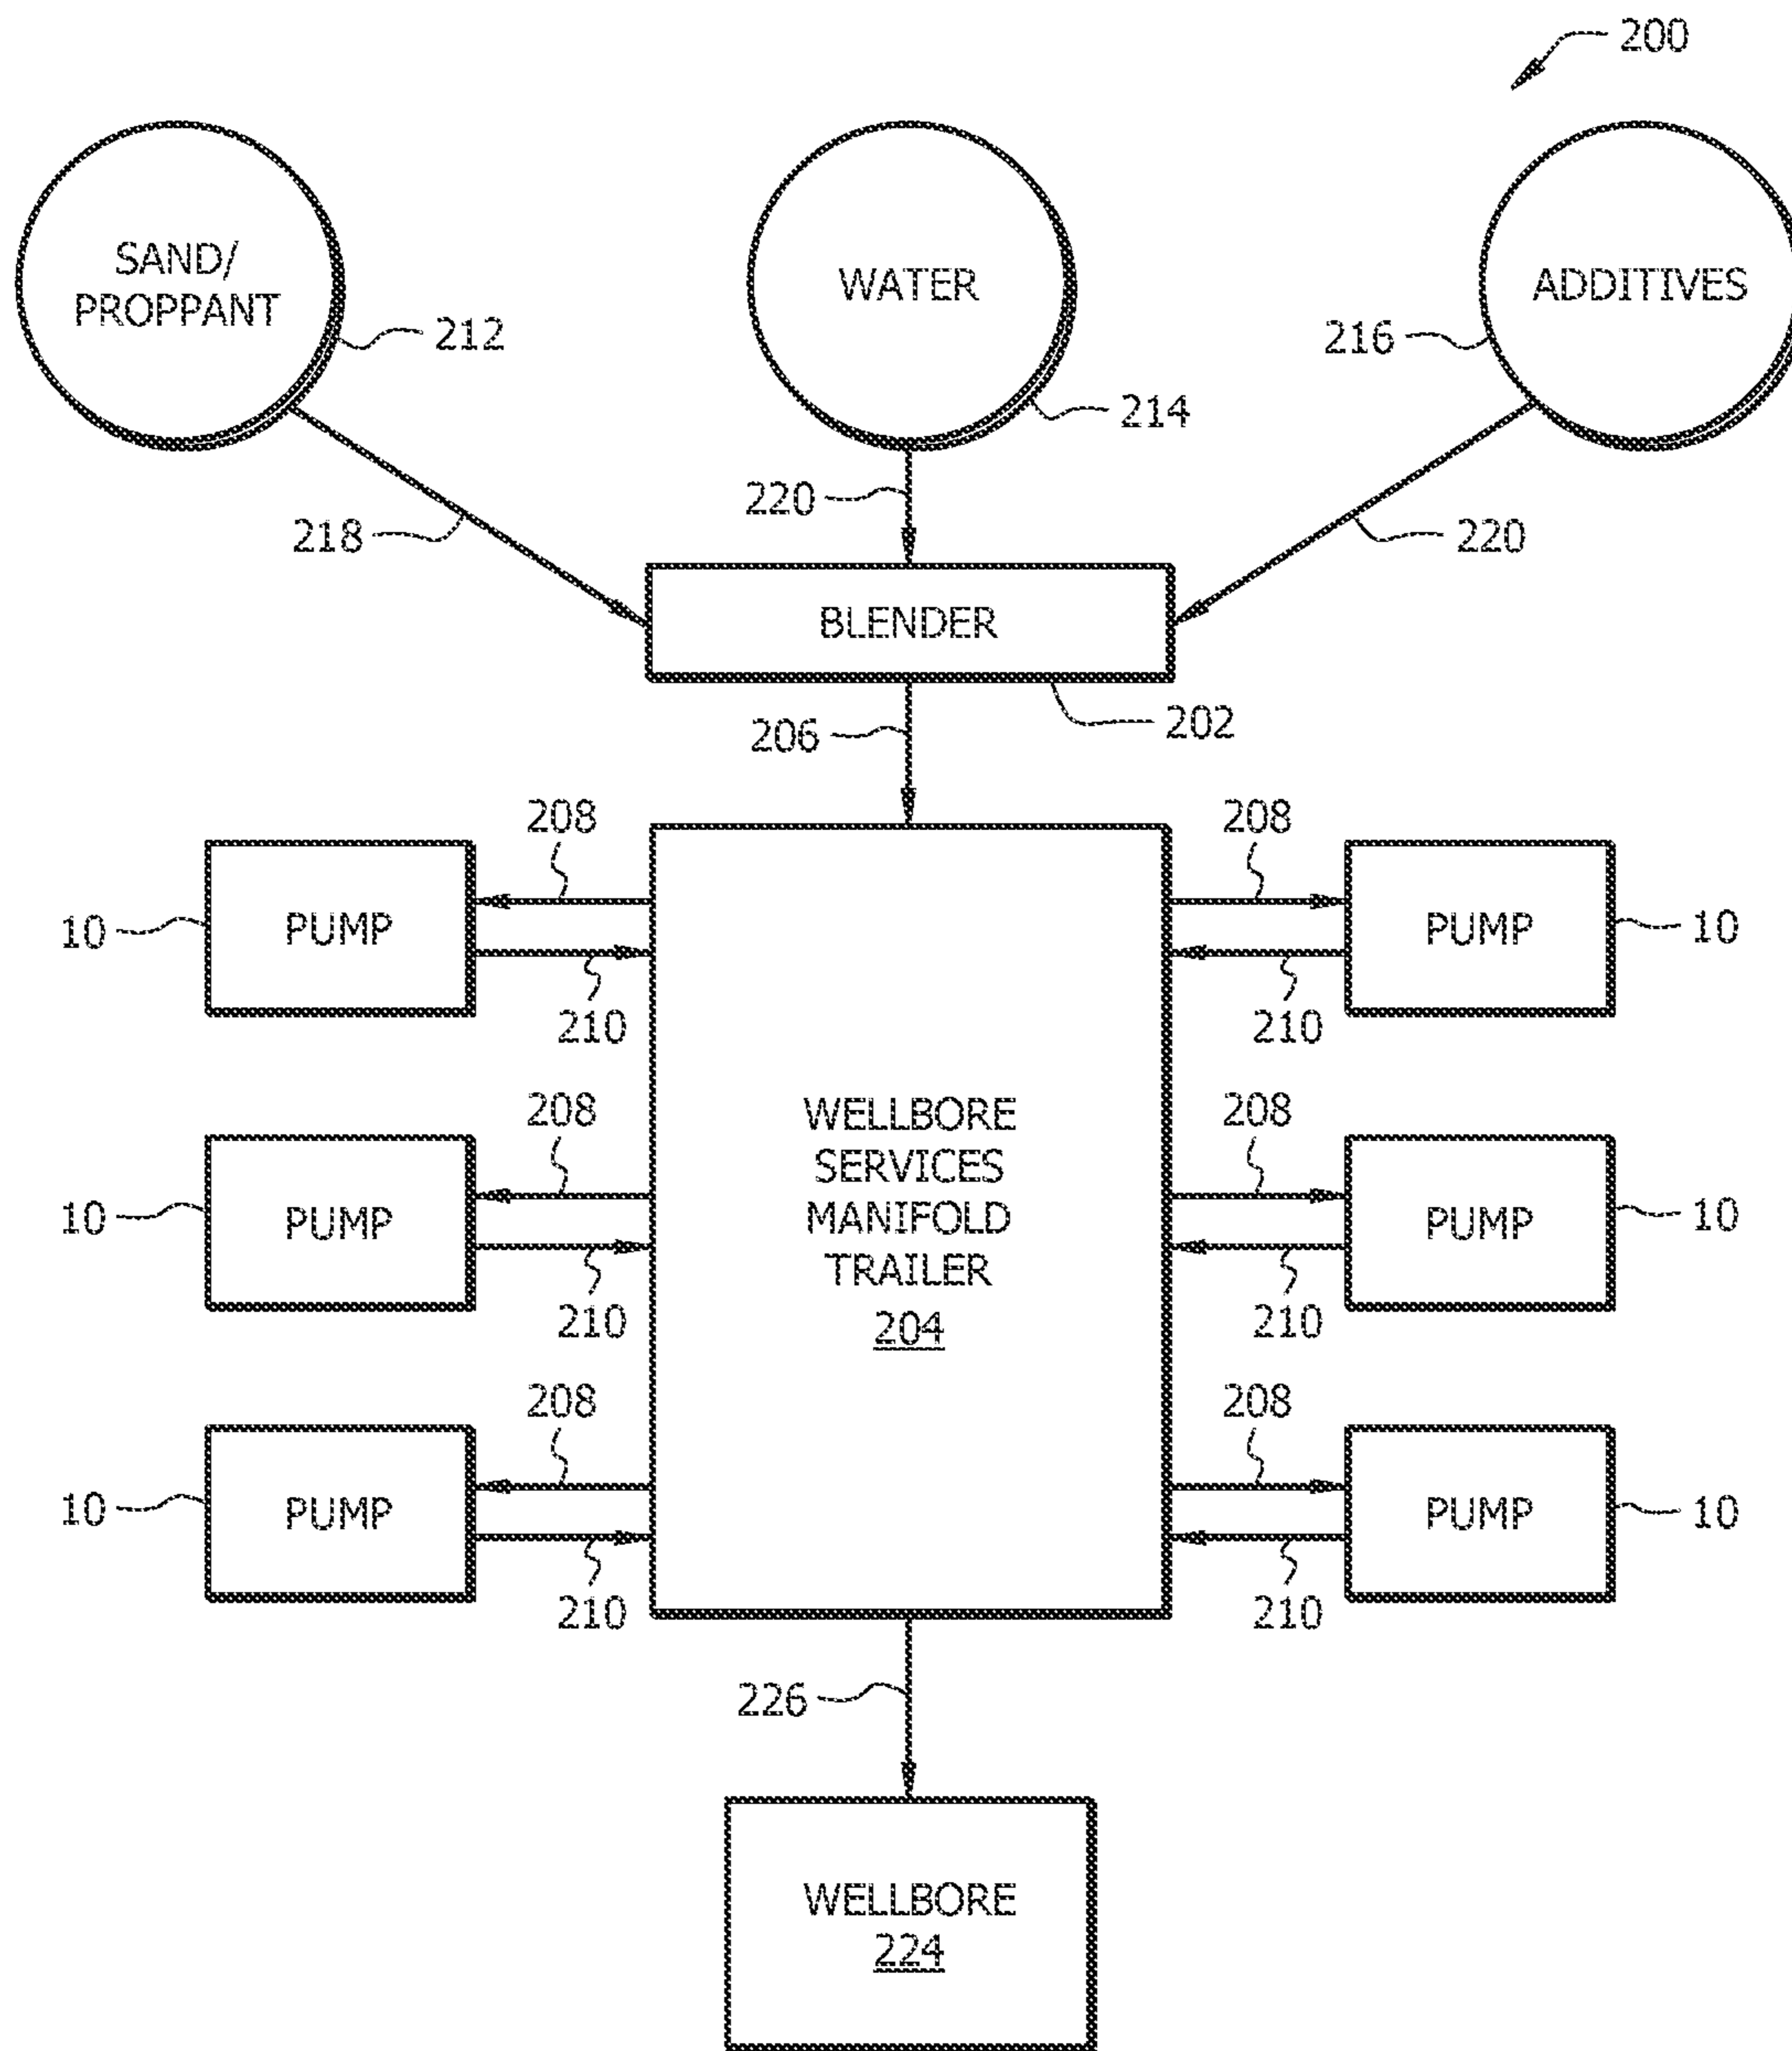 200
SAND/
PROPPANT
WATER
ADDITIVES
212
216
214
220
218
220
BLENDER
206
202
208
208
10
PUMP
PUMP
10
210
210
208
WELLBORE
SERVICES
MANIFOLD
TRAILER
204
208
10
PUMP
PUMP
10
210
210
208
208
10
PUMP
PUMP
10
210
210
226
WELLBORE
224